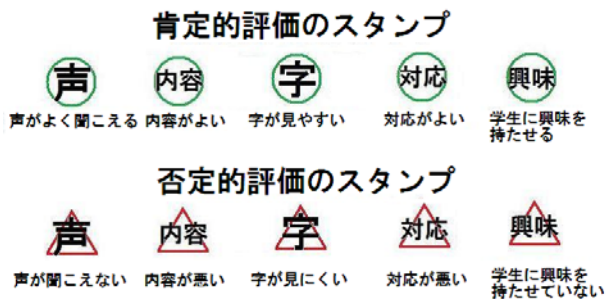 肯定的評価のスタンプ
声 内容 字 対応 興味
声がよく聞こえる 内容がよい 字が見やすい 対応がよい 学生に興味を
持たせる
否定的評価のスタンプ
声 内容 字 対応 興味
声が聞こえない 内容が悪い 字が見にくい 対応が悪い 学生に興味を
持たせていない